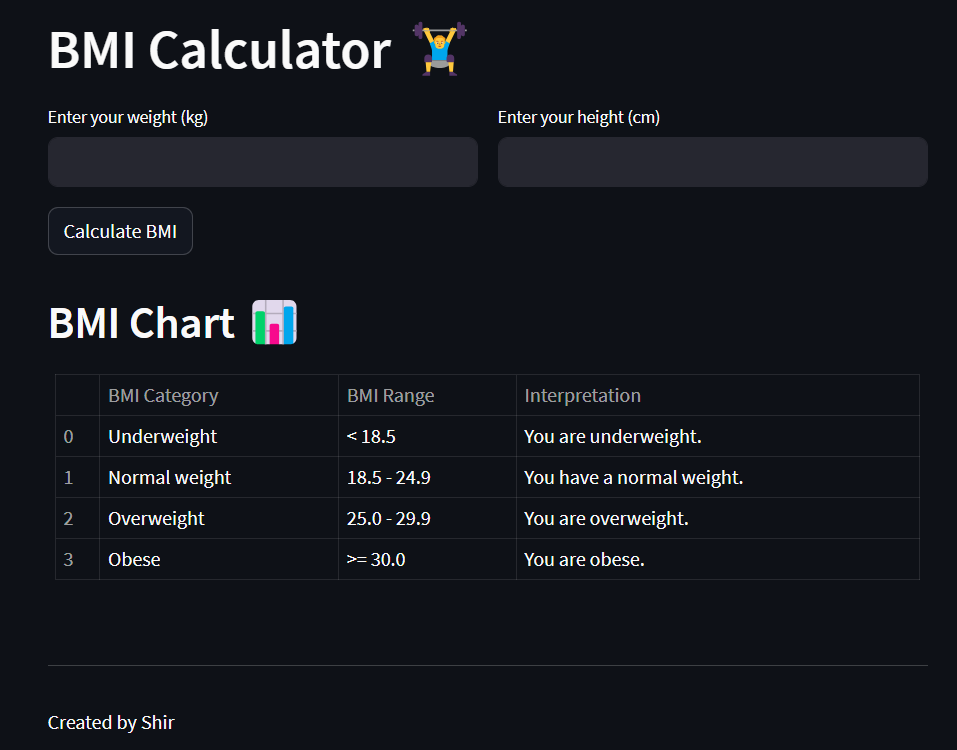 BMI Calculator
Enter your weight (kg) Enter your height (cm)
Calculate BMI
BMI Chart
BMI Category BMI Range Interpretation
0 Underweight < 18.5 You are underweight.
1 Normal weight 18.5 - 24.9 You have a normal weight.
2 Overweight 25.0 - 29.9 You are overweight.
3 Obese >= 30.0 You are obese.
Created by Shir